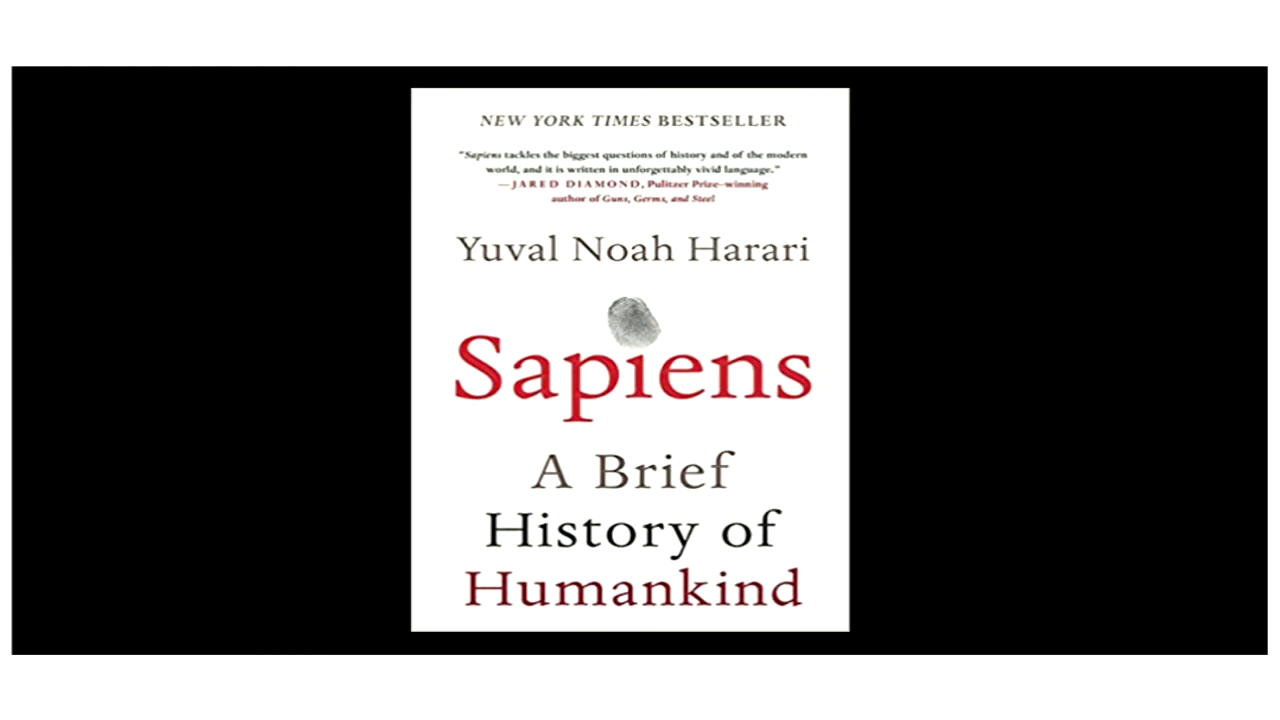 NEW YORK TIMES BESTSELLER
"Sapiens tackles the biggest questions of history and of the modern
world, and it is written in unforgettably vivid language."
—JARED DIAMOND, Pulitzer Prize–winning
author of Guns, Germs, and Steel
Yuval Noah Harari
Sapiens
A Brief
History of
Humankind